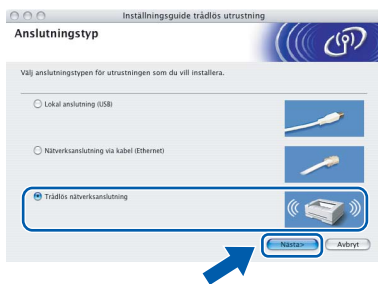 Installningsguide trådlös utrustning
Anslutningstyp
Välj anslutningstypen för utrustningen som du vill installera.
Lokal anslutning (USB)
Nätverksanslutning via kabel (Ethernet)
Trådlös nätverksanslutning
Nästa>
Avbryt